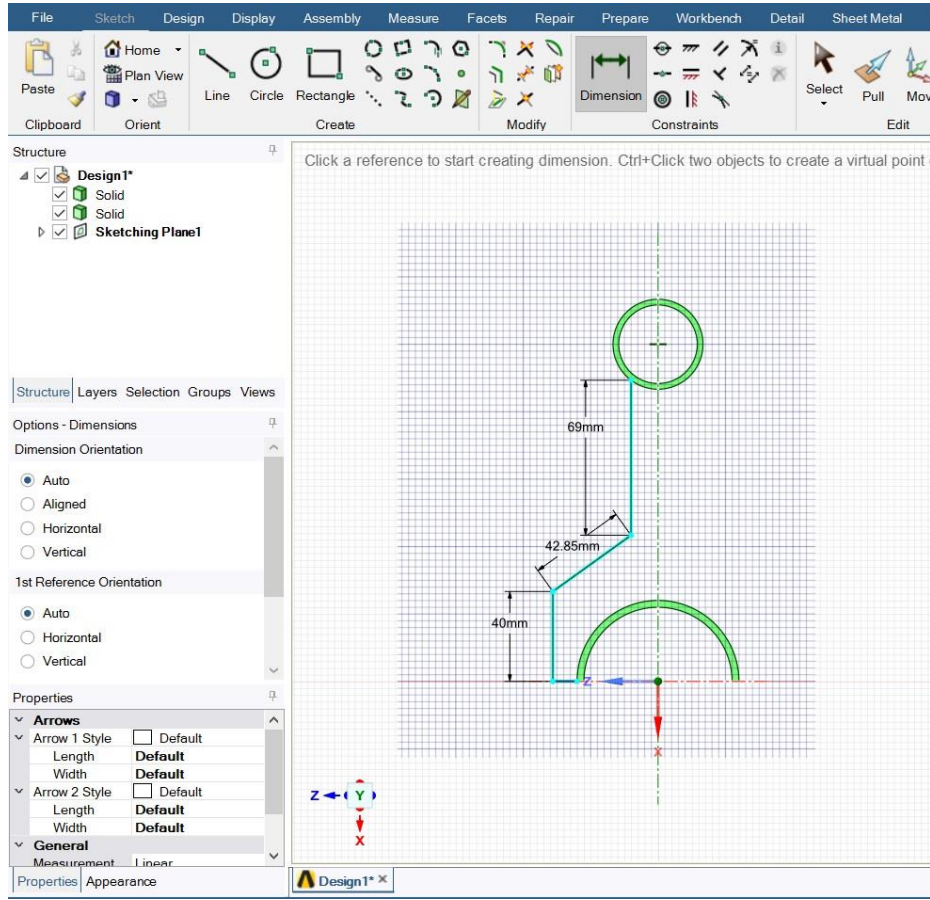 File Sketch Design Display Assembly Measure Facets Repair Prepare Workbench Detail Sheet Metal
Home
Plan View
Paste
Line Circle Rectangle
Dimension
Select Pull Mov
Clipboard Orient Create Modify Constraints Edit
Structure
Design1*
Solid
Solid
Sketching Plane1
Structure Layers Selection Groups Views
Options - Dimensions
Dimension Orientation
Auto
Aligned
Horizontal
Vertical
1st Reference Orientation
Auto
Horizontal
Vertical
Properties
Arrows
Arrow 1 Style Default
Length Default
Width Default
Arrow 2 Style Default
Length Default
Width Default
General
Measurement Linear
Properties Appearance
Click a reference to start creating dimension. Ctrl+Click two objects to create a virtual point
69mm
42.85mm
40mm
Z
X
Z Y
X
Design1*